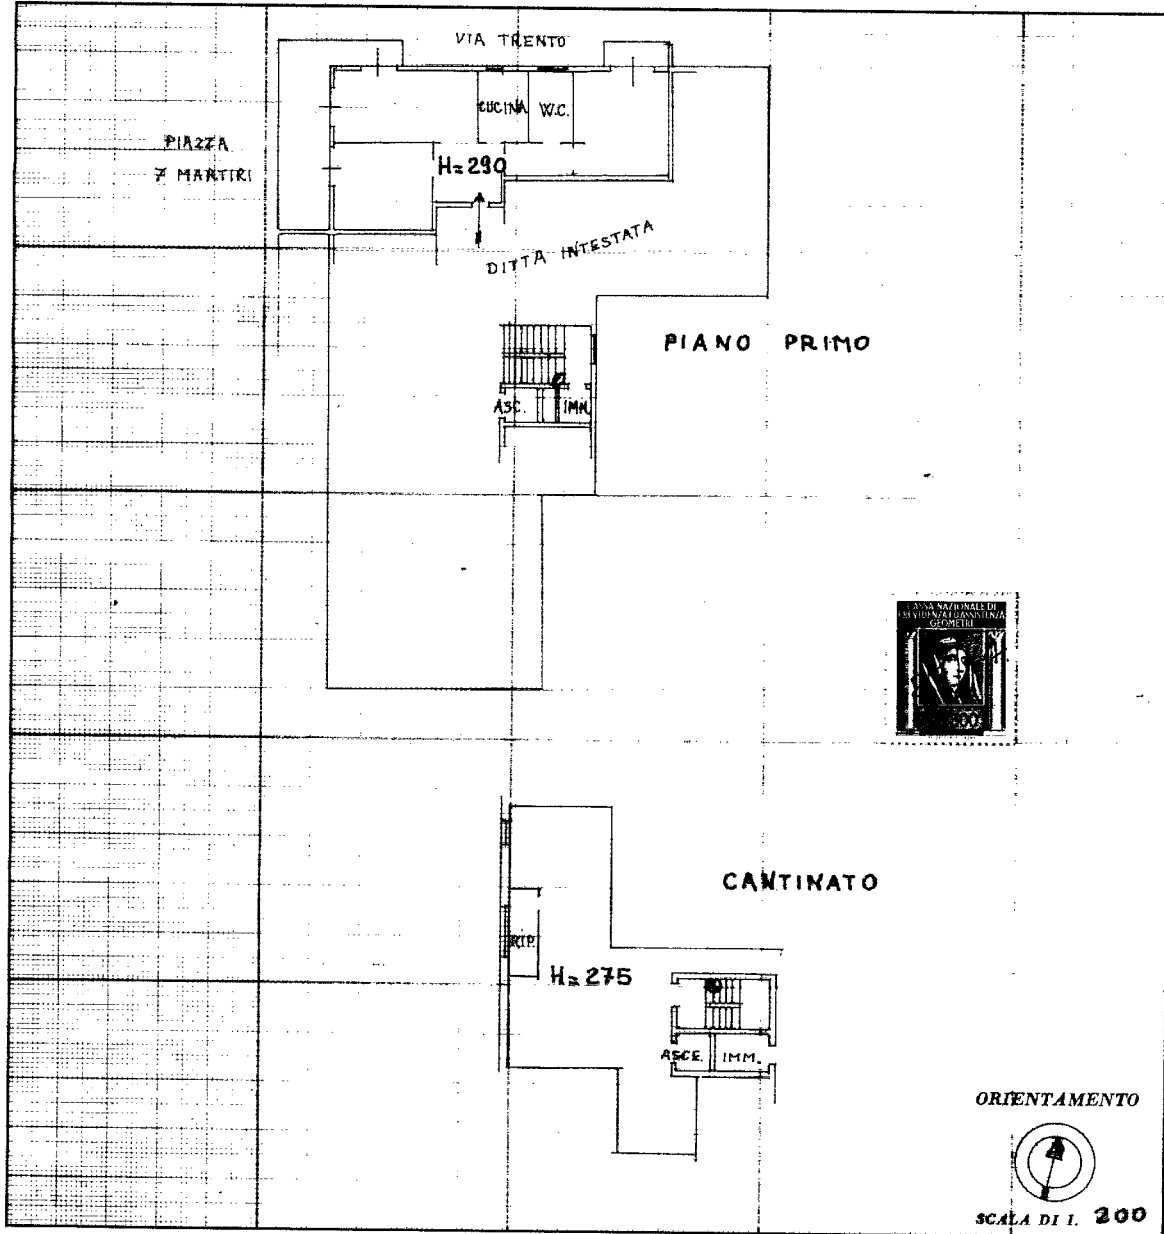 VIA TRENTO
CUCINA
W.C.
PIAZZA
7 MARTIRI
H=290
DITTA INTESTATA
PIANO PRIMO
ASC.
IMM.
CASSA NAZIONALE DI
PREVIDENZA ED ASSISTENZA
GEOMETRI
CANTINATO
RIP.
H=275
ASCE.
IMM.
ORIENTAMENTO
SCALA DI 1. 200